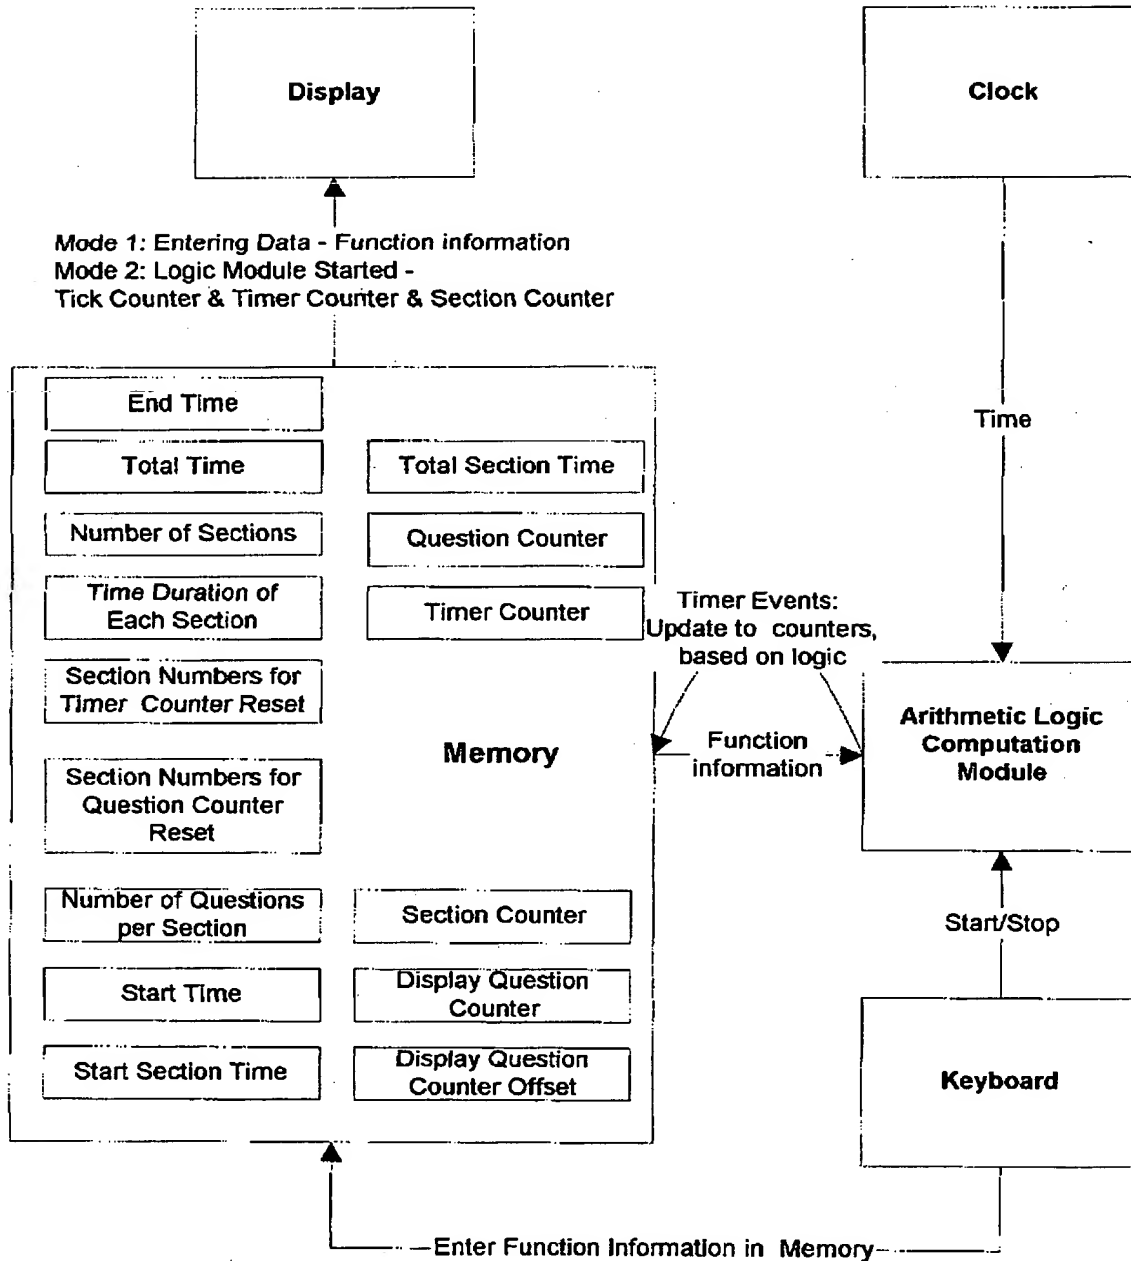 Display
Clock
Mode 1: Entering Data - Function information
Mode 2: Logic Module Started -
Tick Counter & Timer Counter & Section Counter
Time
End Time
Total Time
Total Section Time
Number of Sections
Question Counter
Time Duration of
Each Section
Timer Counter
Section Numbers for
Timer Counter Reset
Section Numbers for
Question Counter
Reset
Memory
Number of Questions
per Section
Section Counter
Start Time
Display Question
Counter
Start Section Time
Display Question
Counter Offset
Timer Events:
Update to counters,
based on logic
Function
information
Arithmetic Logic
Computation
Module
Start/Stop
Keyboard
Enter Function Information in Memory